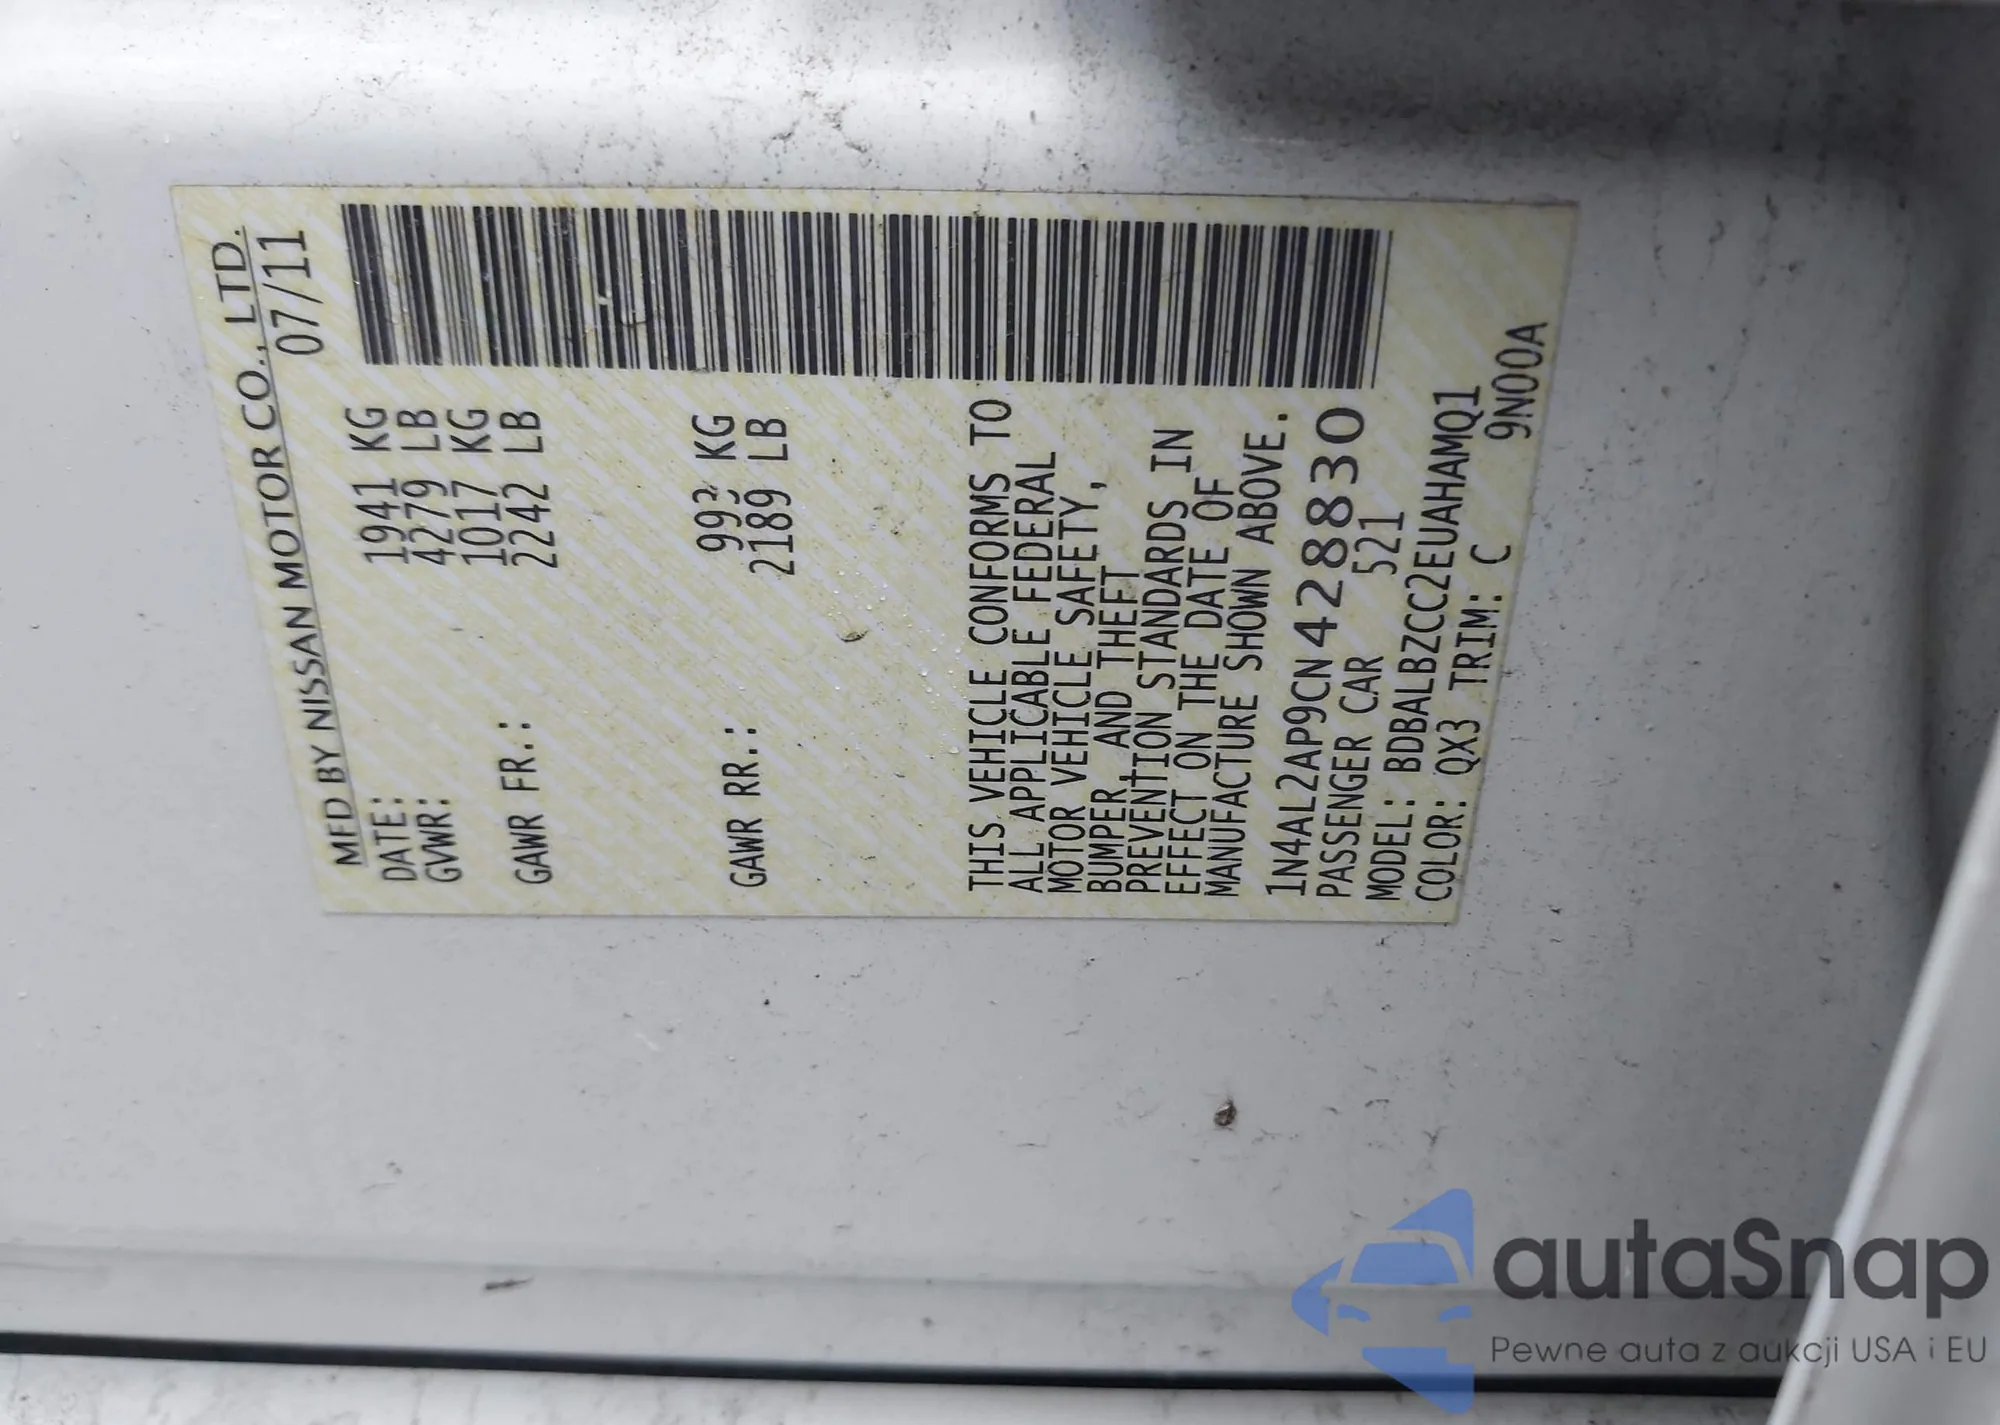 MFD BY NISSAN MOTOR CO., LTD.
DATE: 07/11
GVWR: 1941 KG
4279 LB
GAWR FR.: 1017 KG
2242 LB
GAWR RR.: 993 KG
2189 LB
THIS VEHICLE CONFORMS TO
ALL APPLICABLE FEDERAL
MOTOR VEHICLE SAFETY,
BUMPER, AND THEFT
PREVENTION STANDARDS IN
EFFECT ON THE DATE OF
MANUFACTURE SHOWN ABOVE.
1N4AL2AP9CN428830
PASSENGER CAR 521
MODEL: BDBALBZCC2EUAHAMQ1
COLOR: QX3 TRIM: C 9N00A
autaSnap
Pewne auta z aukcji USA i EU